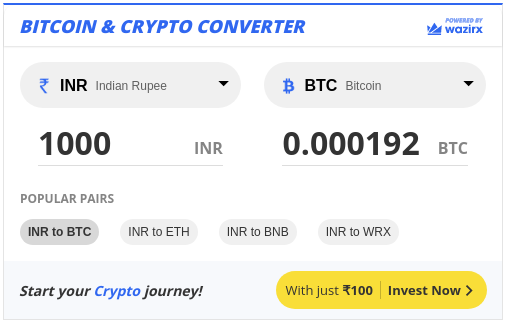 BITCOIN & CRYPTO CONVERTER
POWERED BY
wazirx
₹ INR Indian Rupee
₿ BTC Bitcoin
1000 INR
0.000192 BTC
POPULAR PAIRS
INR to BTC INR to ETH INR to BNB INR to WRX
Start your Crypto journey!
With just ₹100 Invest Now